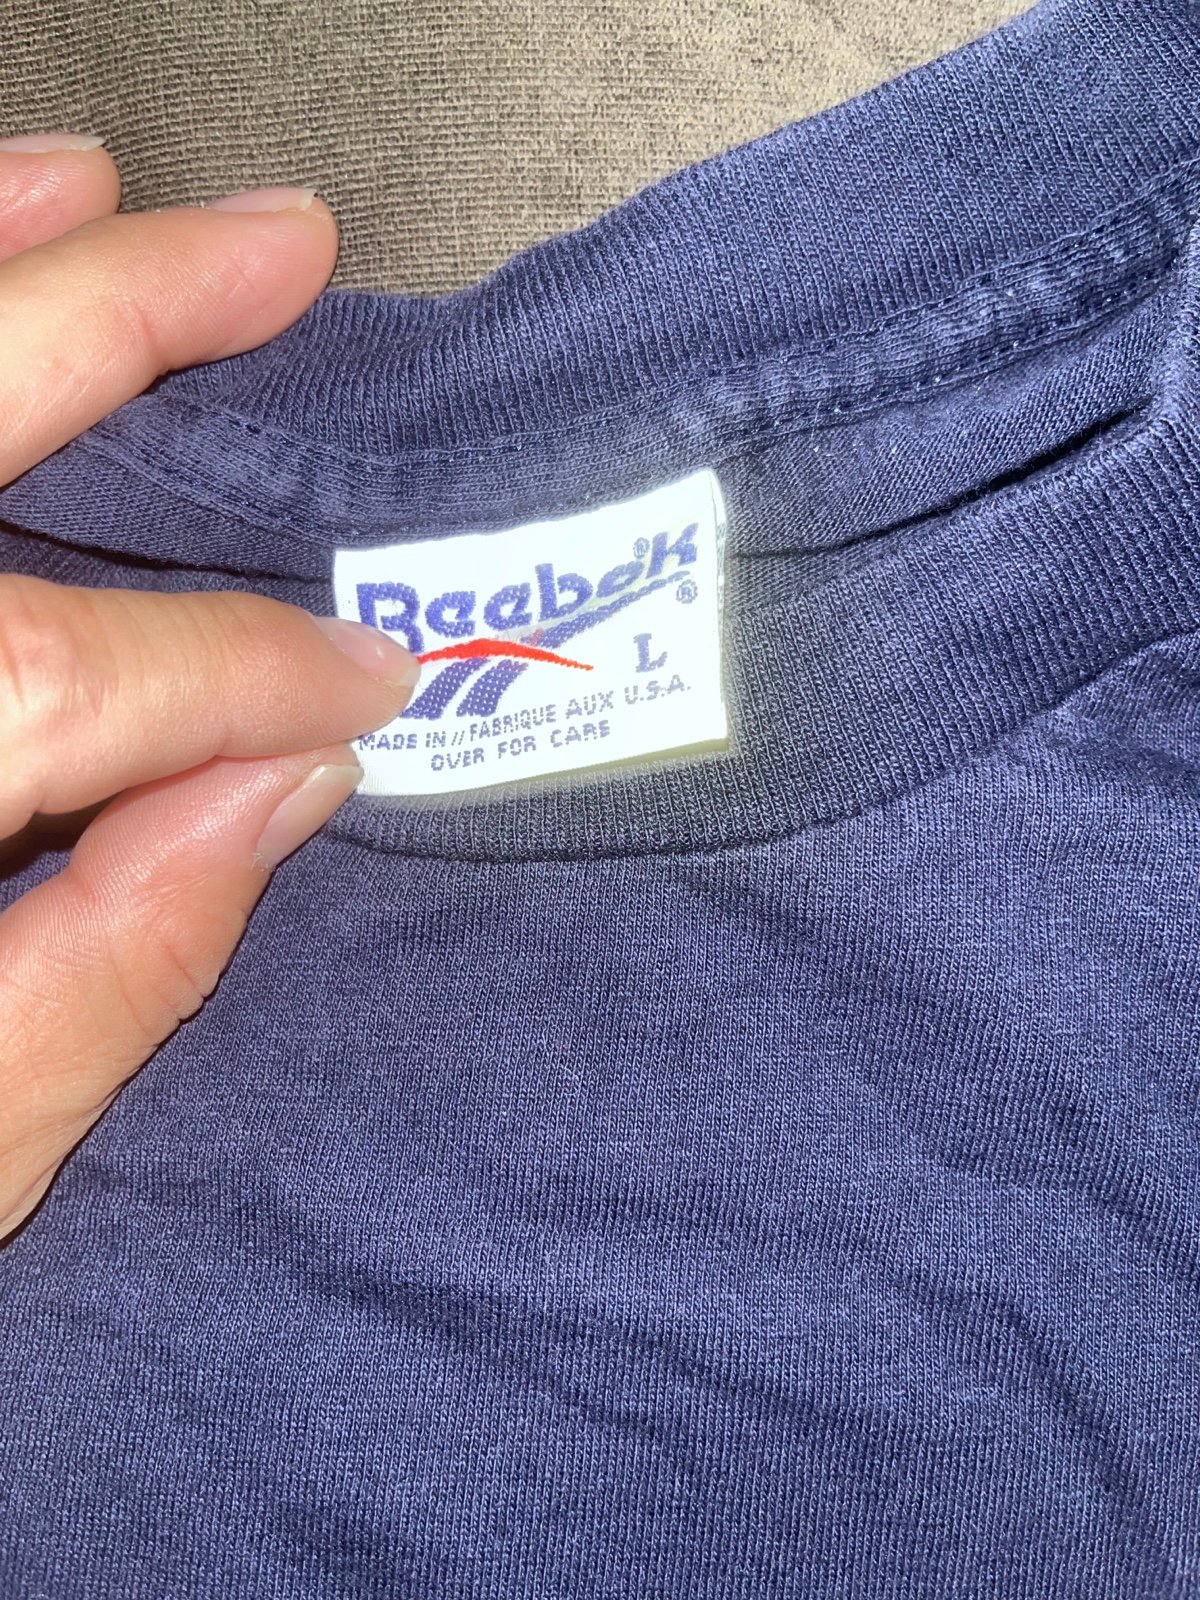 Reebok®
®
L
MADE IN // FABRIQUE AUX U.S.A.
OVER FOR CARE